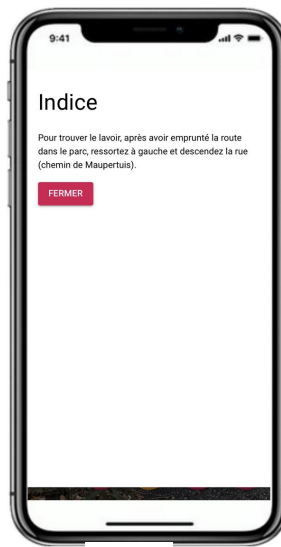 9:41
Indice
Pour trouver le lavoir, après avoir emprunté la route
dans le parc, ressortez à gauche et descendez la rue
(chemin de Maupertuis).
FERMER